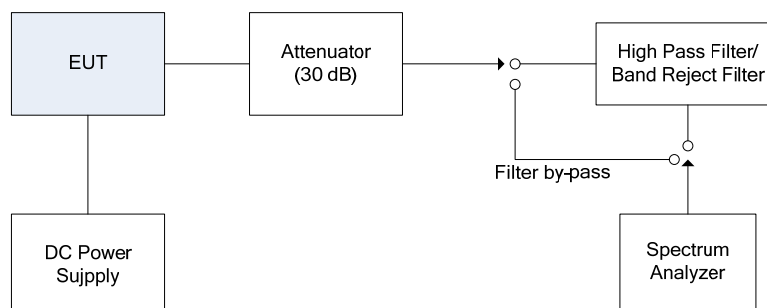 EUT
Attenuator
(30 dB)
High Pass Filter/
Band Reject Filter
Filter by-pass
DC Power
Sujpply
Spectrum
Analyzer